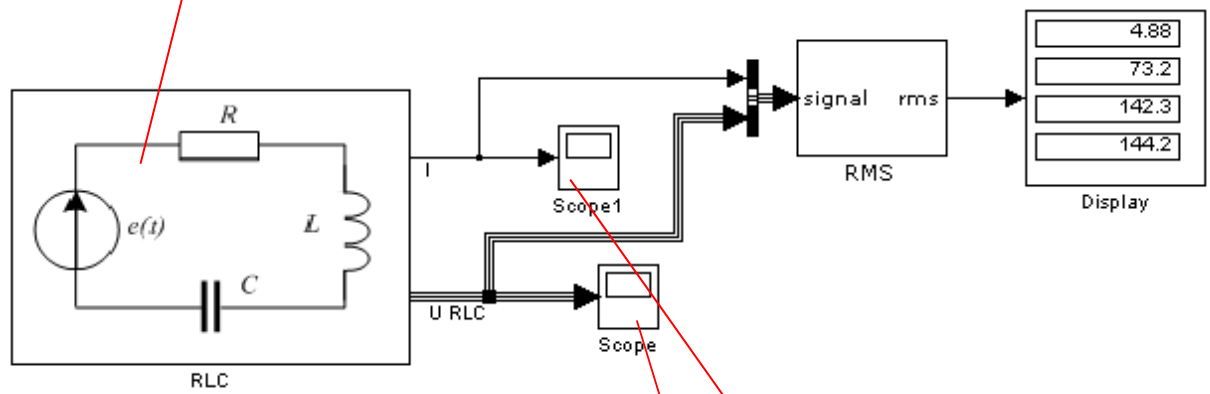 4.88
73.2
142.3
144.2
signal rms
RMS
Display
R
e(t)
L
C
I
Scope1
U RLC
Scope
RLC